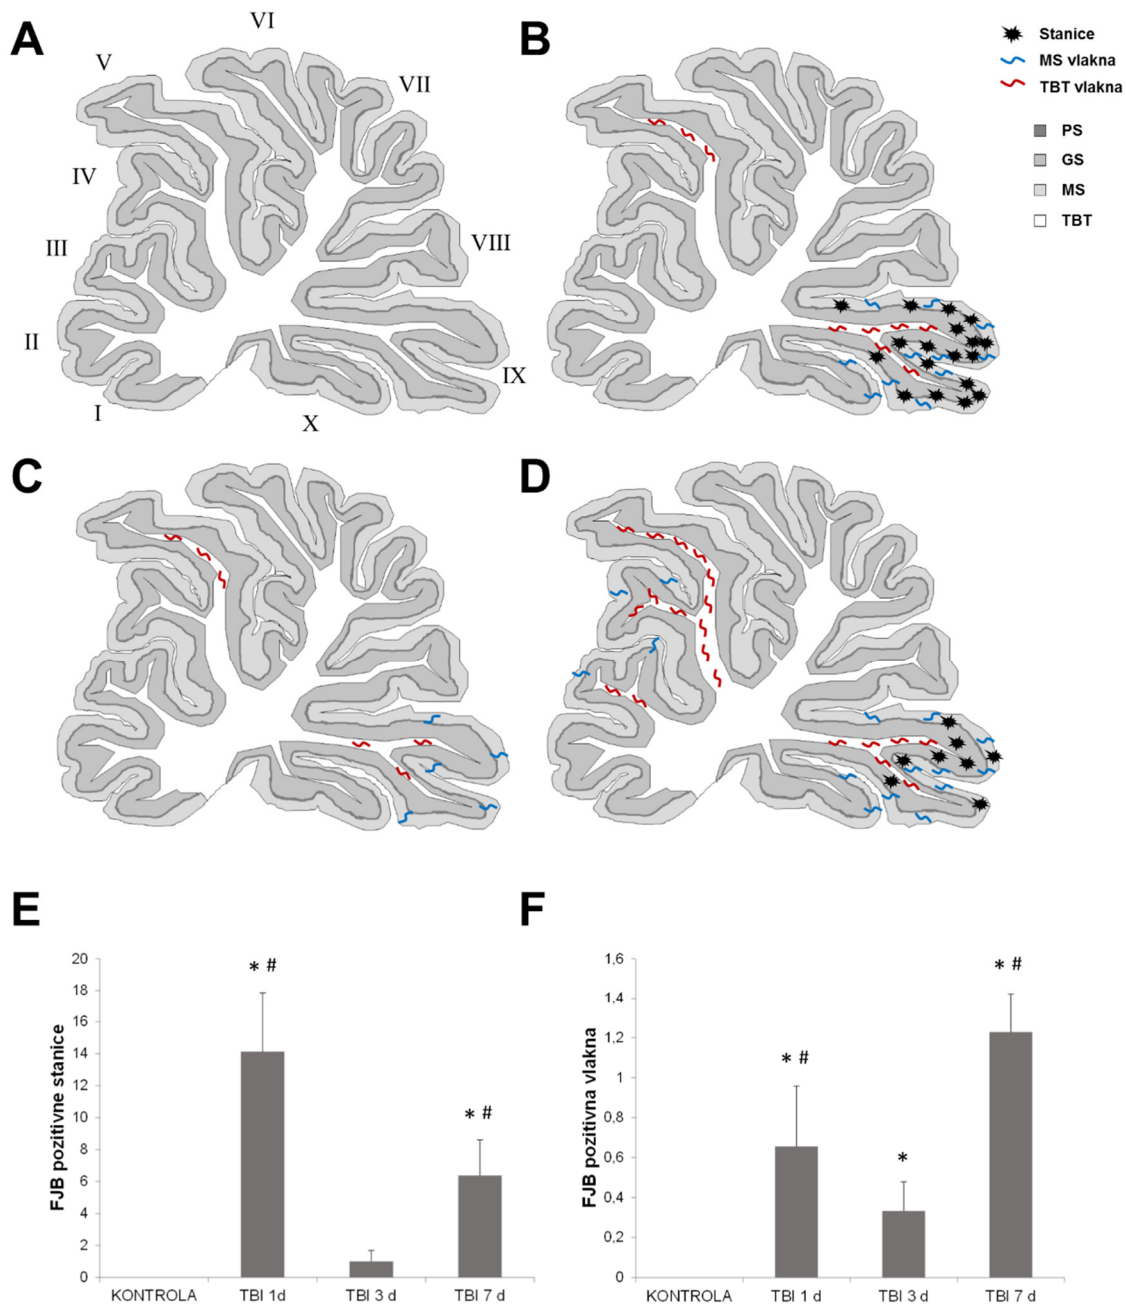 A
VI
V
VII
IV
III
VIII
II
IX
I
X
B
Stanice
MS vlakna
TBT vlakna
PS
GS
MS
TBT
C
D
E
FJB pozitivne stanice
20
18
16
14
12
10
8
6
4
2
0
* #
* #
KONTROLA TBI 1d TBI 3 d TBI 7 d
F
FJB pozitivna vlakna
1,6
1,4
1,2
1
0,8
0,6
0,4
0,2
0
* #
*
* #
KONTROLA TBI 1 d TBI 3 d TBI 7 d